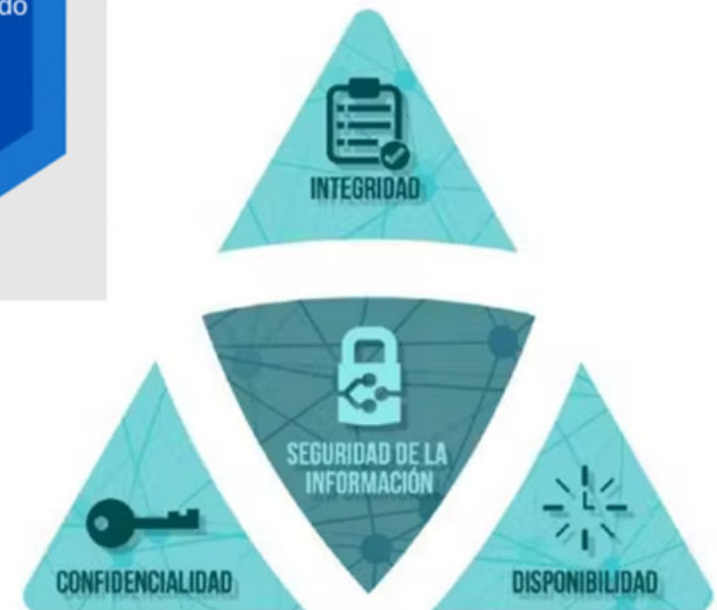 do
INTEGRIDAD
SEGURIDAD DE LA
INFORMACIÓN
CONFIDENCIALIDAD
DISPONIBILIDAD